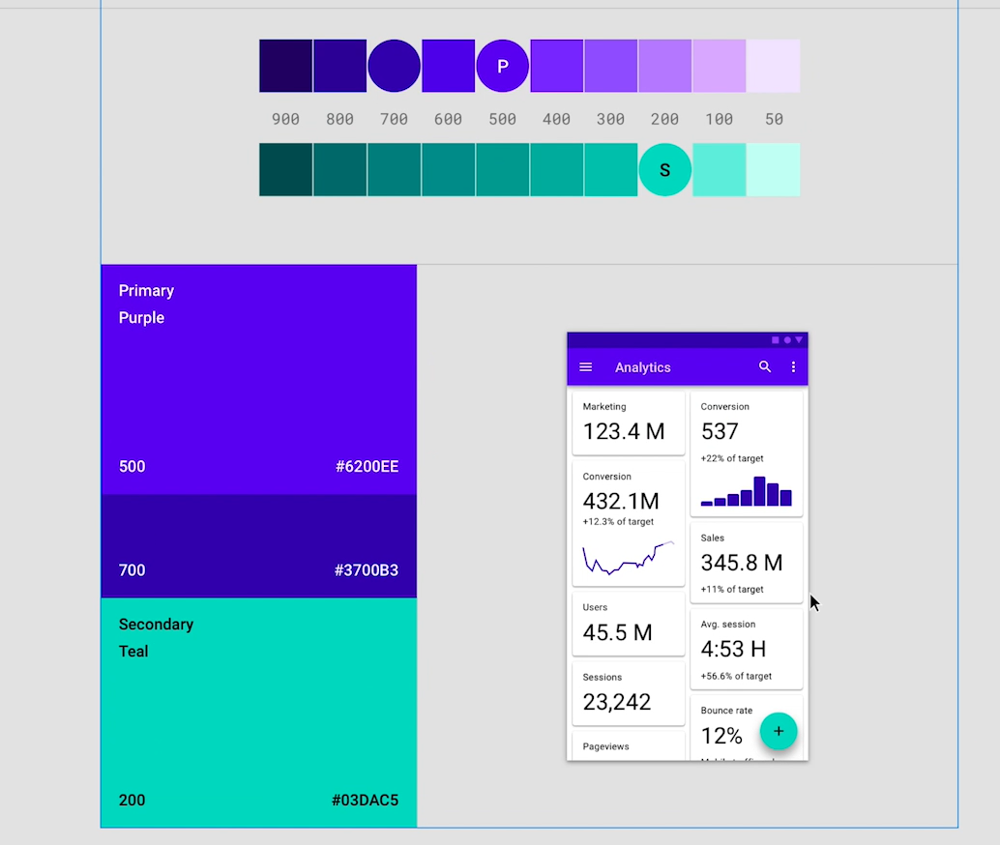 P
900 800 700 600 500 400 300 200 100 50
S
Primary
Purple
500 #6200EE
700 #3700B3
Secondary
Teal
200 #03DAC5
Analytics
Marketing
123.4 M
Conversion
432.1M
+12.3% of target
Users
45.5 M
Sessions
23,242
Pageviews
Conversion
537
+22% of target
Sales
345.8 M
+11% of target
Avg. session
4:53 H
+56.6% of target
Bounce rate
12%
+